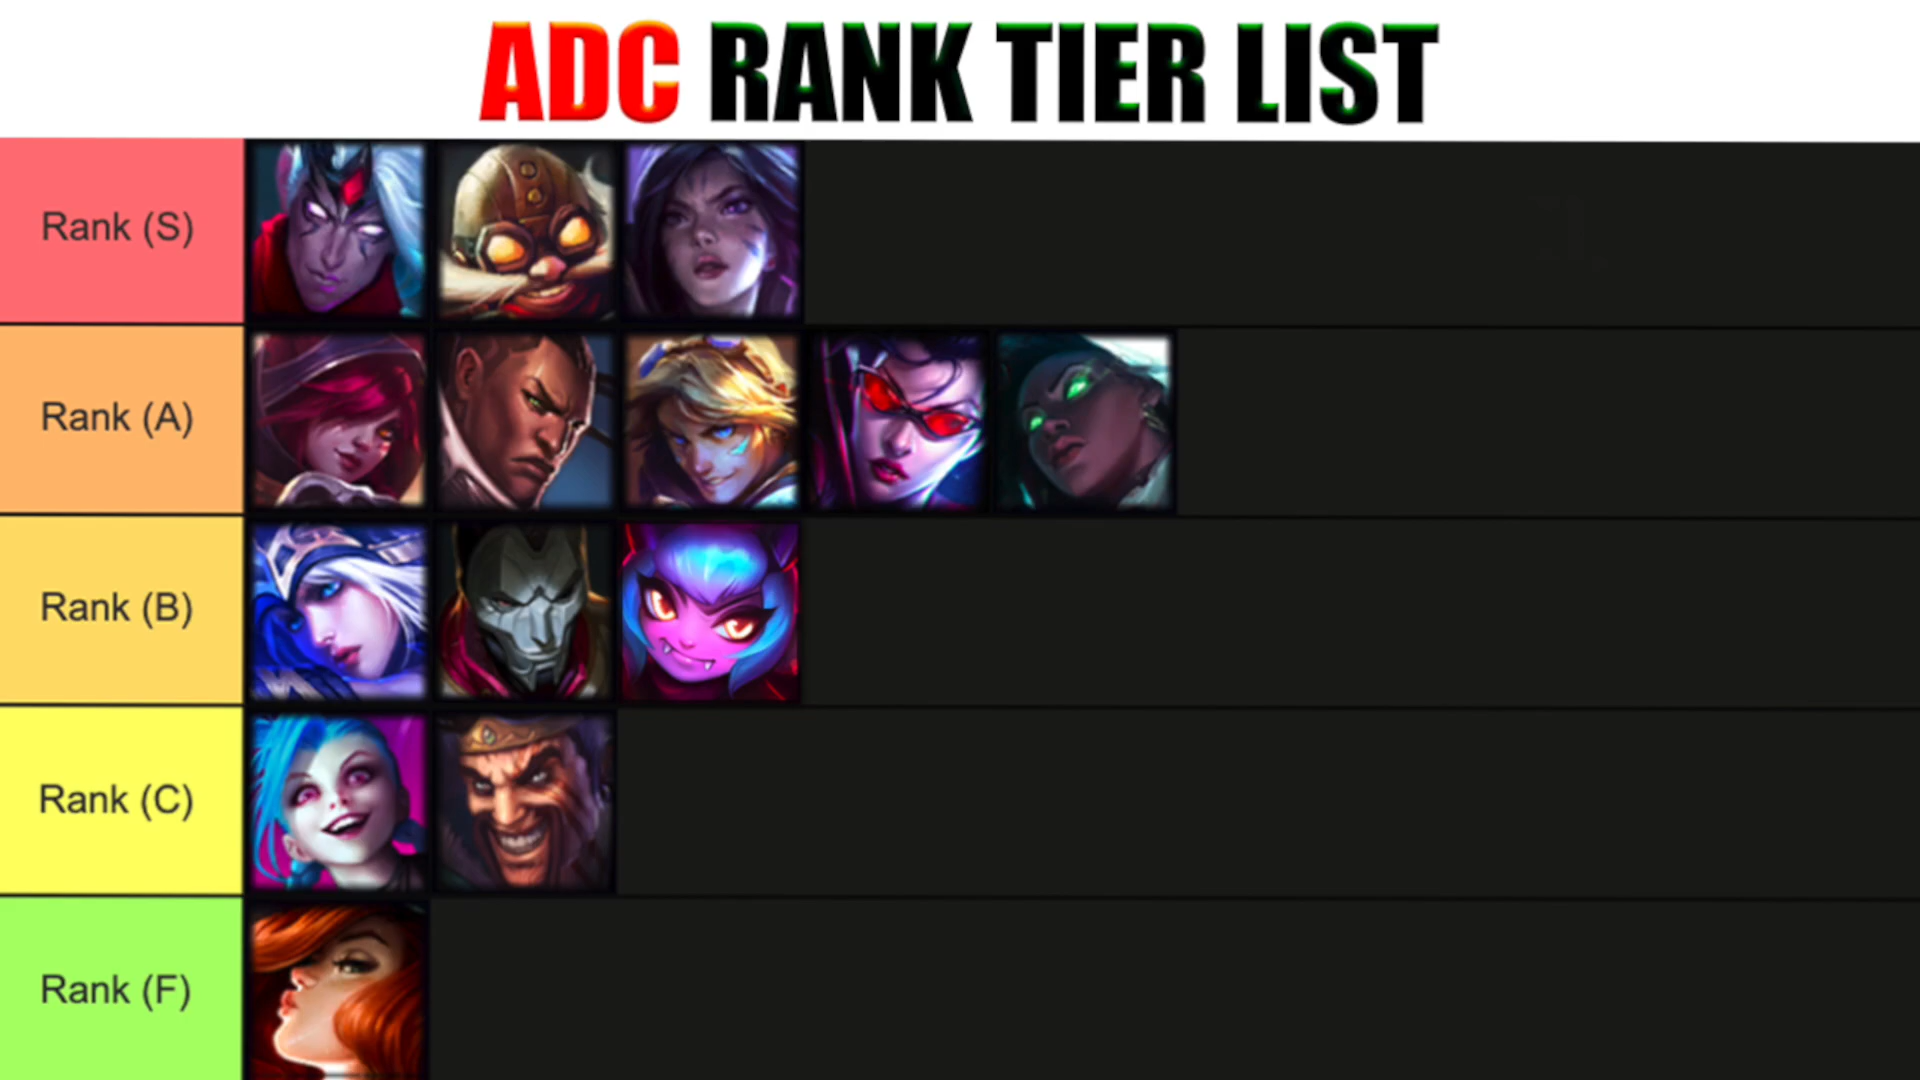 ADC RANK TIER LIST
Rank (S)
Rank (A)
Rank (B)
Rank (C)
Rank (F)